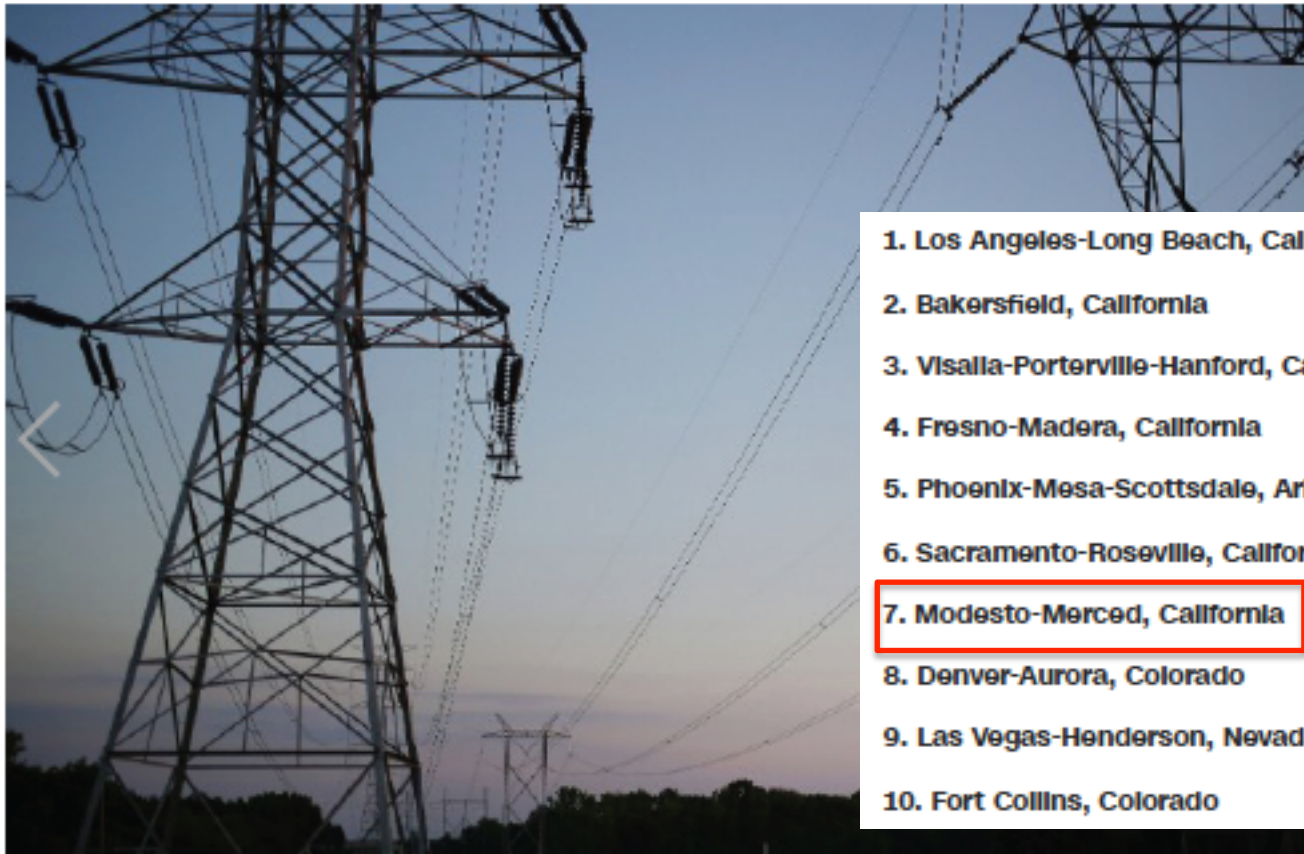 1. Los Angeles-Long Beach, Cal
2. Bakersfield, California
3. Visalia-Porterville-Hanford, Ca
4. Fresno-Madera, California
5. Phoenix-Mesa-Scottsdale, Ari
6. Sacramento-Roseville, Califor
7. Modesto-Merced, California
8. Denver-Aurora, Colorado
9. Las Vegas-Henderson, Nevad
10. Fort Collins, Colorado